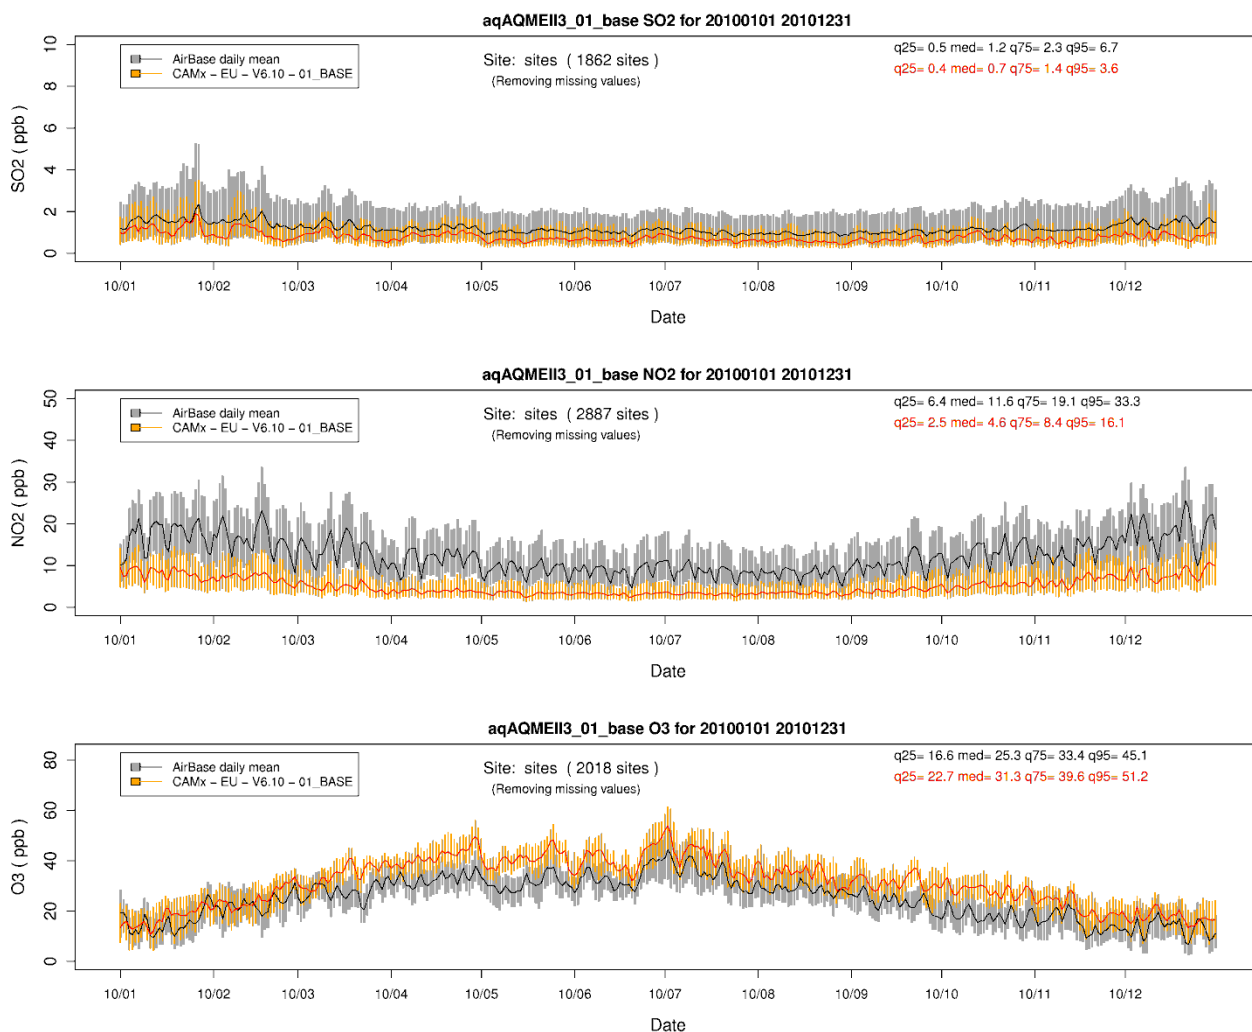 aqAQMEII3_01_base SO2 for 20100101 20101231
AirBase daily mean
CAMx - EU - V6.10 - 01_BASE
Site: sites ( 1862 sites )
(Removing missing values)
q25= 0.5 med= 1.2 q75= 2.3 q95= 6.7
q25= 0.4 med= 0.7 q75= 1.4 q95= 3.6
SO2 ( ppb )
10
8
6
4
2
0
10/01 10/02 10/03 10/04 10/05 10/06 10/07 10/08 10/09 10/10 10/11 10/12
Date
aqAQMEII3_01_base NO2 for 20100101 20101231
AirBase daily mean
CAMx - EU - V6.10 - 01_BASE
Site: sites ( 2887 sites )
(Removing missing values)
q25= 6.4 med= 11.6 q75= 19.1 q95= 33.3
q25= 2.5 med= 4.6 q75= 8.4 q95= 16.1
NO2 ( ppb )
50
40
30
20
10
0
10/01 10/02 10/03 10/04 10/05 10/06 10/07 10/08 10/09 10/10 10/11 10/12
Date
aqAQMEII3_01_base O3 for 20100101 20101231
AirBase daily mean
CAMx - EU - V6.10 - 01_BASE
Site: sites ( 2018 sites )
(Removing missing values)
q25= 16.6 med= 25.3 q75= 33.4 q95= 45.1
q25= 22.7 med= 31.3 q75= 39.6 q95= 51.2
O3 ( ppb )
80
60
40
20
0
10/01 10/02 10/03 10/04 10/05 10/06 10/07 10/08 10/09 10/10 10/11 10/12
Date